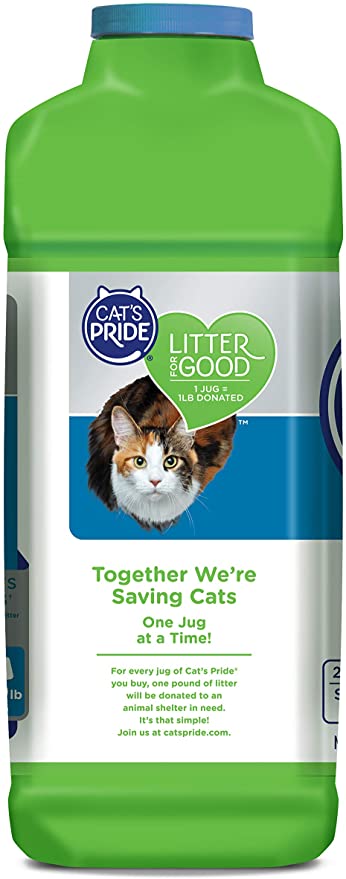 CAT'S
PRIDE®
LITTER
FOR GOOD
1 JUG =
1LB DONATED
™
Together We're
Saving Cats
One Jug
at a Time!
For every jug of Cat's Pride®
you buy, one pound of litter
will be donated to an
animal shelter in need.
It's that simple!
Join us at catspride.com.
lb